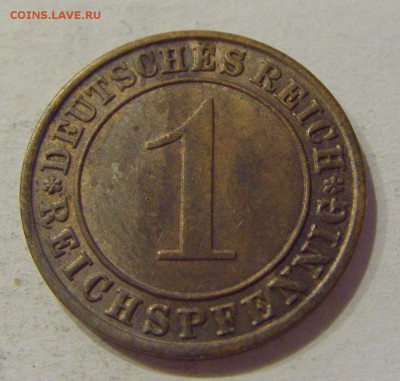 COINS.LAVE.RU
*DEUTSCHES REICH*
1
REICHSPFENNIG